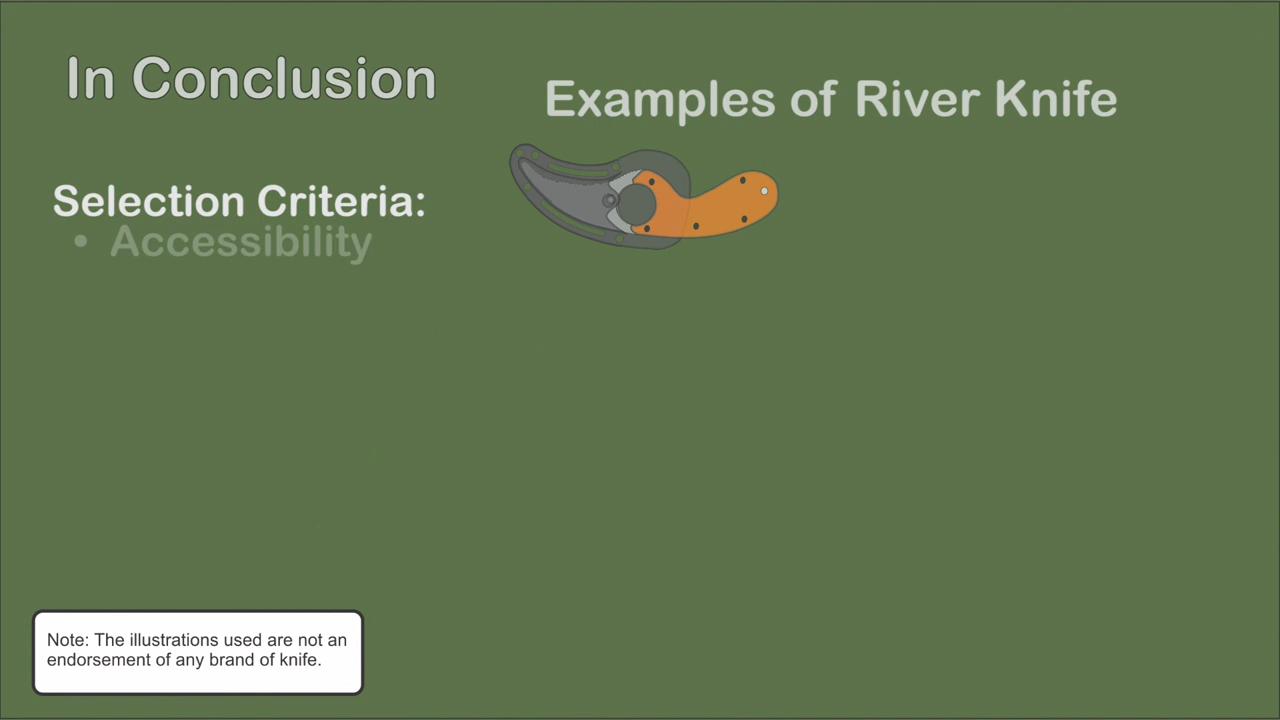 In Conclusion
Examples of River Knife
Selection Criteria:
• Accessibility
Note: The illustrations used are not an
endorsement of any brand of knife.